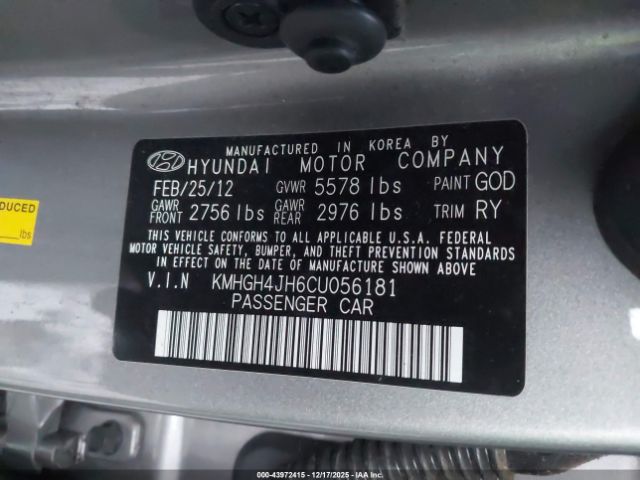 MANUFACTURED IN KOREA BY
HYUNDAI MOTOR COMPANY
FEB/25/12 GVWR 5578 lbs PAINT GOD
GAWR FRONT 2756 lbs GAWR REAR 2976 lbs TRIM RY
THIS VEHICLE CONFORMS TO ALL APPLICABLE U.S.A. FEDERAL
MOTOR VEHICLE SAFETY, BUMPER, AND THEFT PREVENTION STANDARDS
IN EFFECT ON THE DATE OF MANUFACTURE SHOWN ABOVE
V.I.N KMHGH4JH6CU056181
PASSENGER CAR
DUCED
lbs
000-43972415 - 12/17/2025 - IAAI.COM